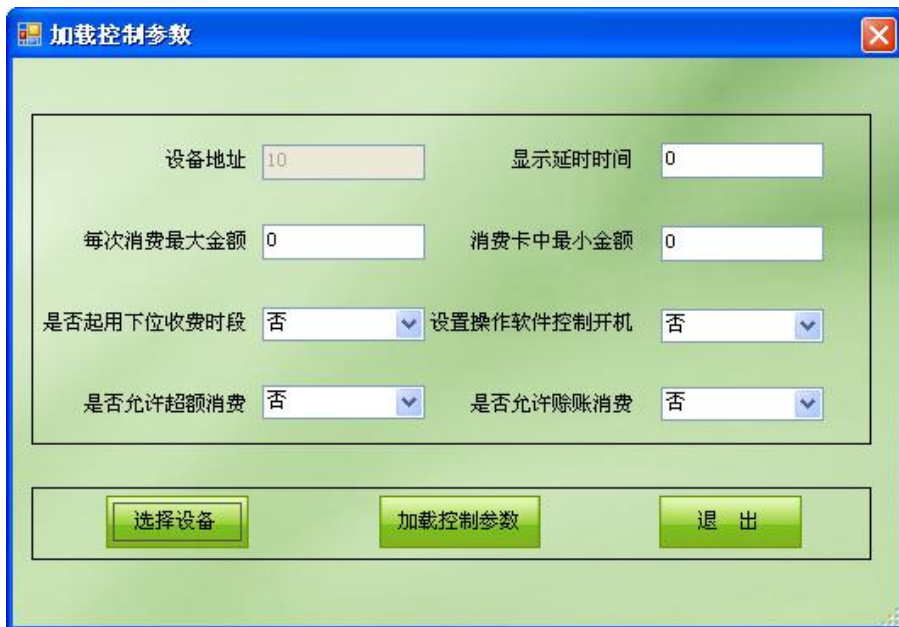 加载控制参数
设备地址 10 显示延时时间 0
每次消费最大金额 0 消费卡中最小金额 0
是否起用下位收费时段 否 设置操作软件控制开机 否
是否允许超额消费 否 是否允许赊账消费 否
选择设备 加载控制参数 退 出